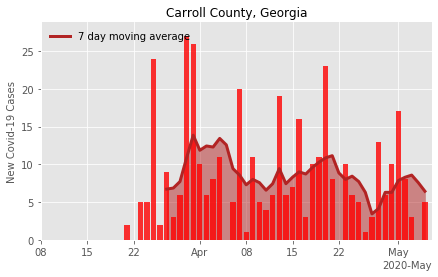 Carroll County, Georgia
7 day moving average
New Covid-19 Cases
25
20
15
10
5
0
08
15
22
Apr
08
15
22
May
2020-May